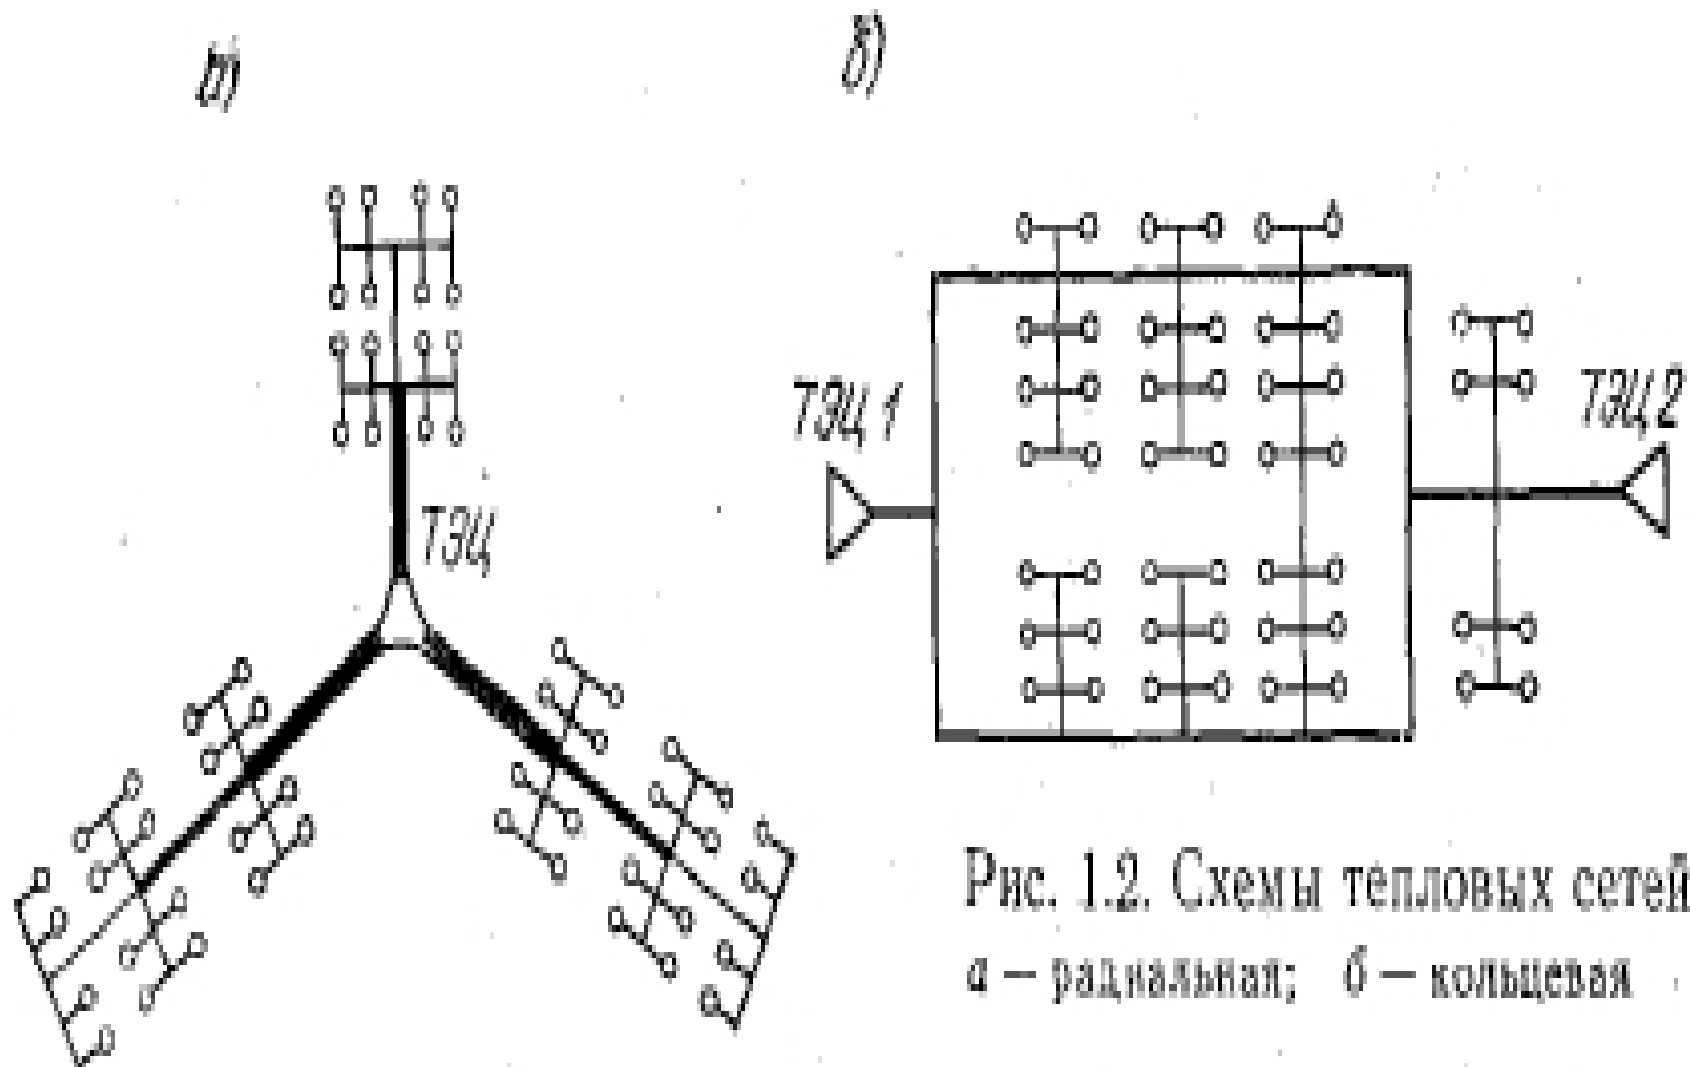 а)
б)
ТЭЦ
ТЭЦ 1
ТЭЦ 2
Рис. 1.2. Схемы тепловых сетей
а – радиальная; б – кольцевая